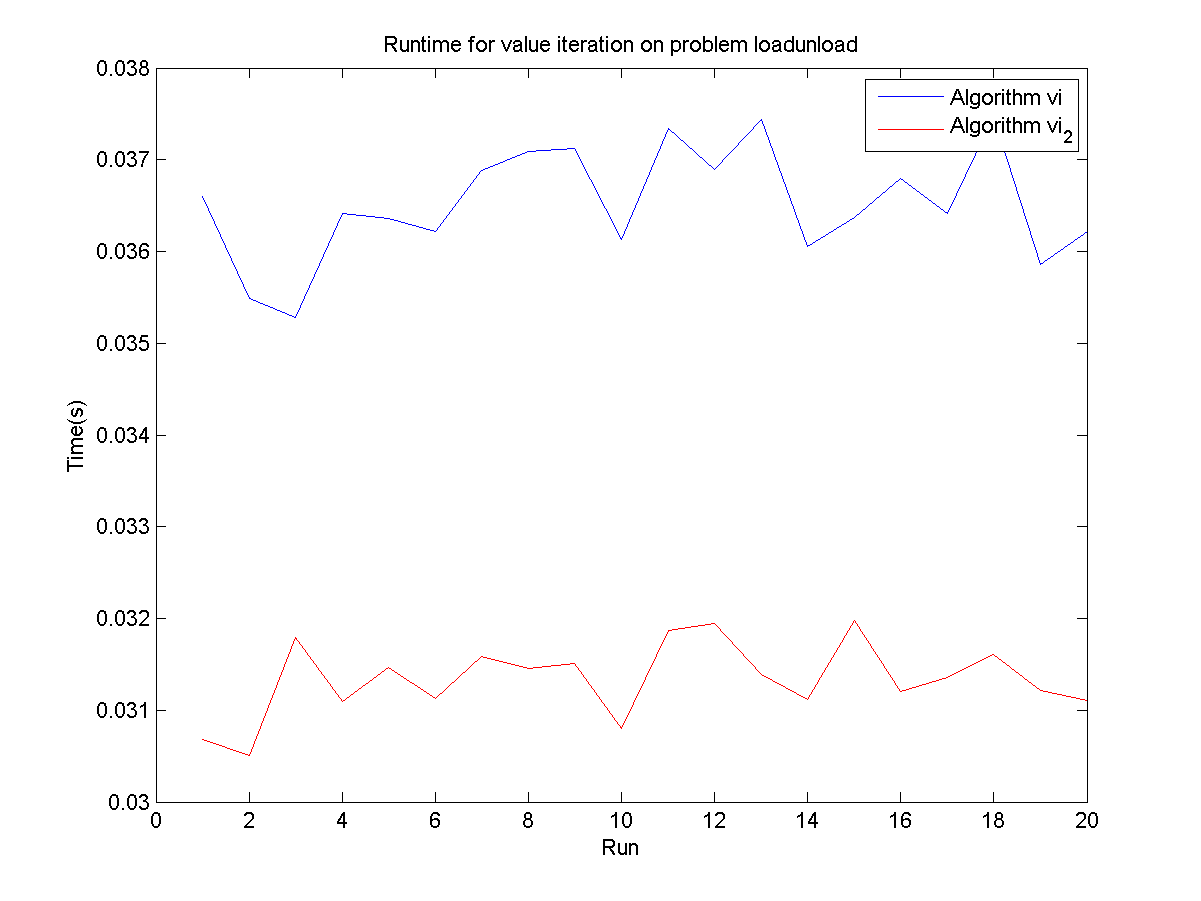 Runtime for value iteration on problem loadunload
Algorithm vi
Algorithm vi2
0.038
0.037
0.036
0.035
0.034
0.033
0.032
0.031
0.03
Time(s)
0 2 4 6 8 10 12 14 16 18 20
Run